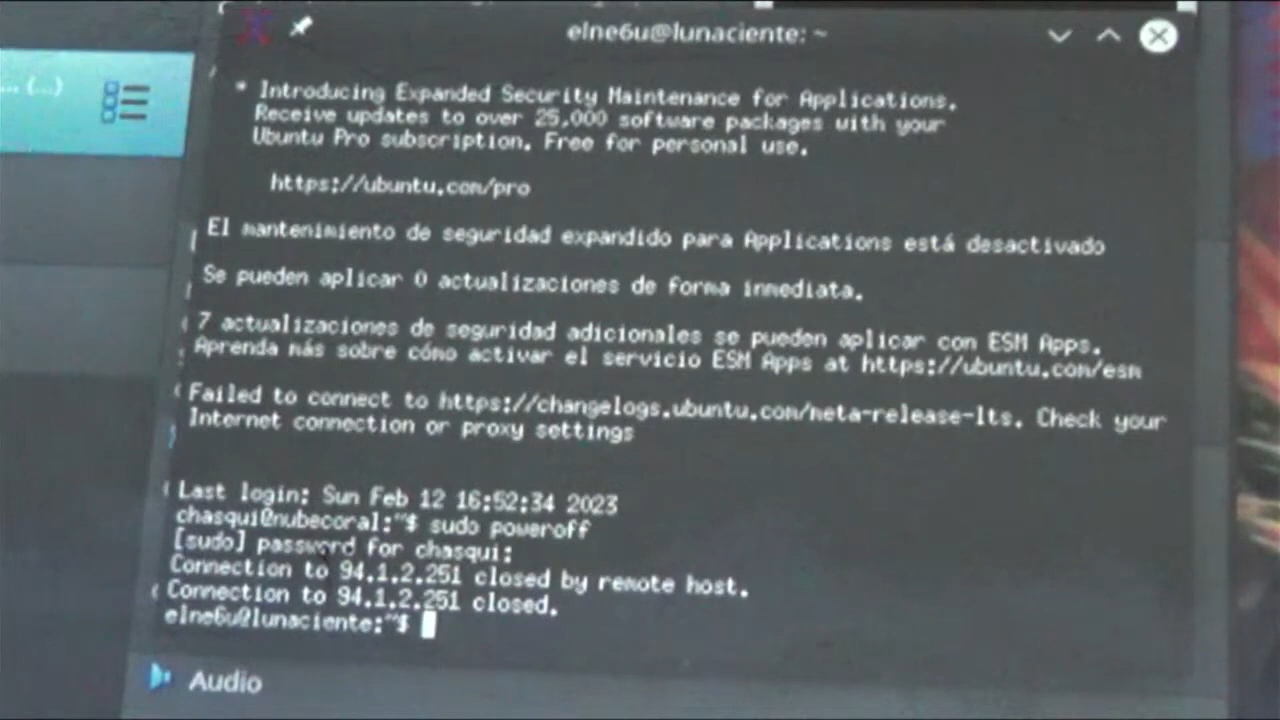 ... (...)
elne6u@lunaciente: ~
* Introducing Expanded Security Maintenance for Applications.
Receive updates to over 25,000 software packages with your
Ubuntu Pro subscription. Free for personal use.
https://ubuntu.com/pro
El mantenimiento de seguridad expandido para Applications está desactivado
Se pueden aplicar 0 actualizaciones de forma inmediata.
7 actualizaciones de seguridad adicionales se pueden aplicar con ESM Apps.
Aprenda más sobre cómo activar el servicio ESM Apps at https://ubuntu.com/esm
Failed to connect to https://changelogs.ubuntu.com/meta-release-lts. Check your
Internet connection or proxy settings
Last login: Sun Feb 12 16:52:34 2023
chasqui@nubecoral:~$ sudo poweroff
[sudo] password for chasqui:
Connection to 94.1.2.251 closed by remote host.
Connection to 94.1.2.251 closed.
elne6u@lunaciente:~$
Audio